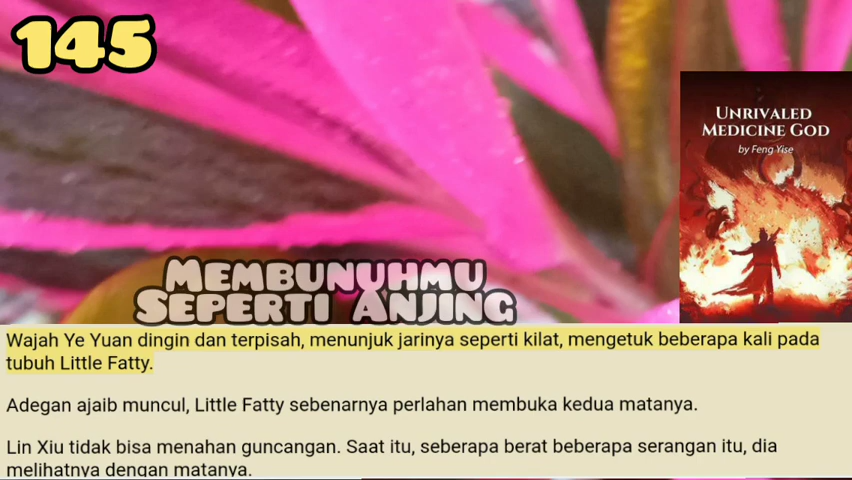 145
UNRIVALED
MEDICINE GOD
by Feng Yise
MEMBUNUHMU
SEPERTI ANJING
Wajah Ye Yuan dingin dan terpisah, menunjuk jarinya seperti kilat, mengetuk beberapa kali pada
tubuh Little Fatty.
Adegan ajaib muncul, Little Fatty sebenarnya perlahan membuka kedua matanya.
Lin Xiu tidak bisa menahan guncangan. Saat itu, seberapa berat beberapa serangan itu, dia
melihatnya dengan matanya.